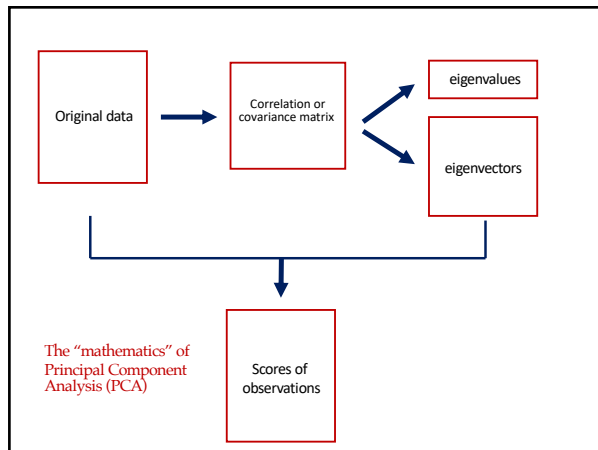 Original data
Correlation or
covariance matrix
eigenvalues
eigenvectors
The “mathematics” of
Principal Component
Analysis (PCA)
Scores of
observations